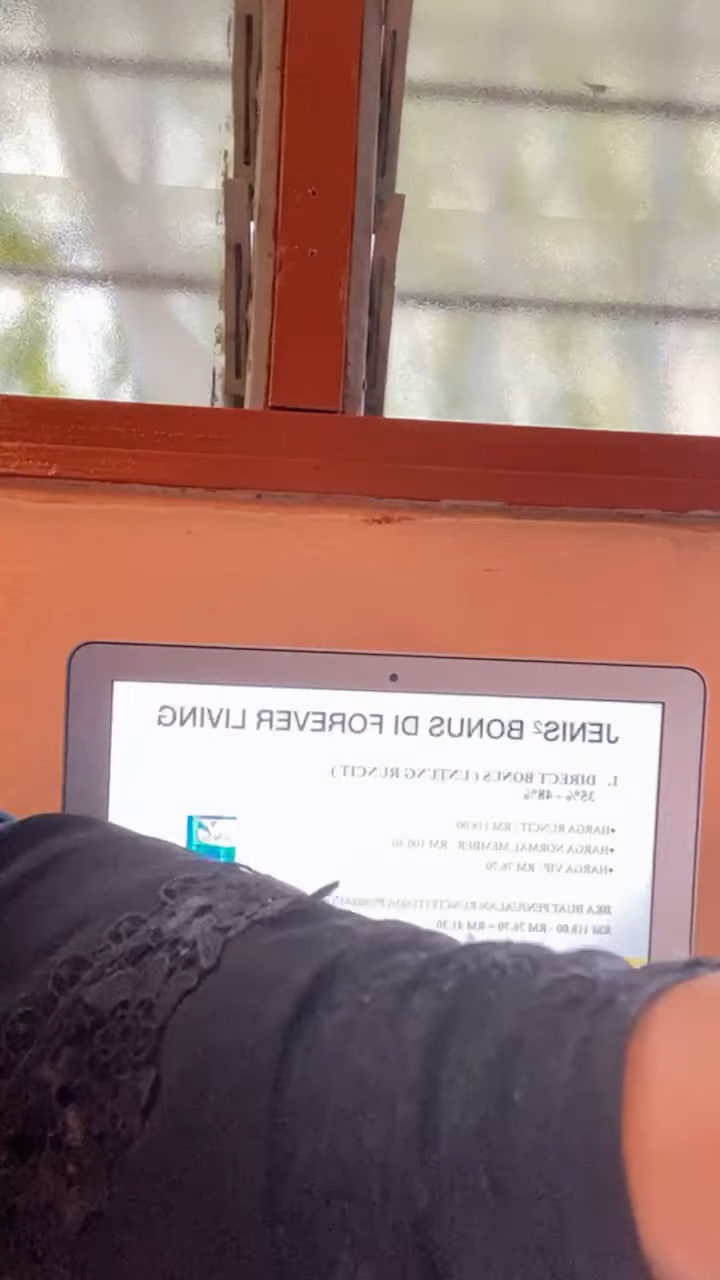 JENIS² BONUS DI FOREVER LIVING
1. DIRECT BONUS ( UNTUNG RUNCIT )
35% - 48%
•HARGA RUNCIT : RM 118.00
•HARGA NORMAL MEMBER : RM 100.30
•HARGA VIP : RM 76.70
JIKA BUAT PENJUALAN RUNCIT
RM 118.00 - RM 76.70 = RM 41.30